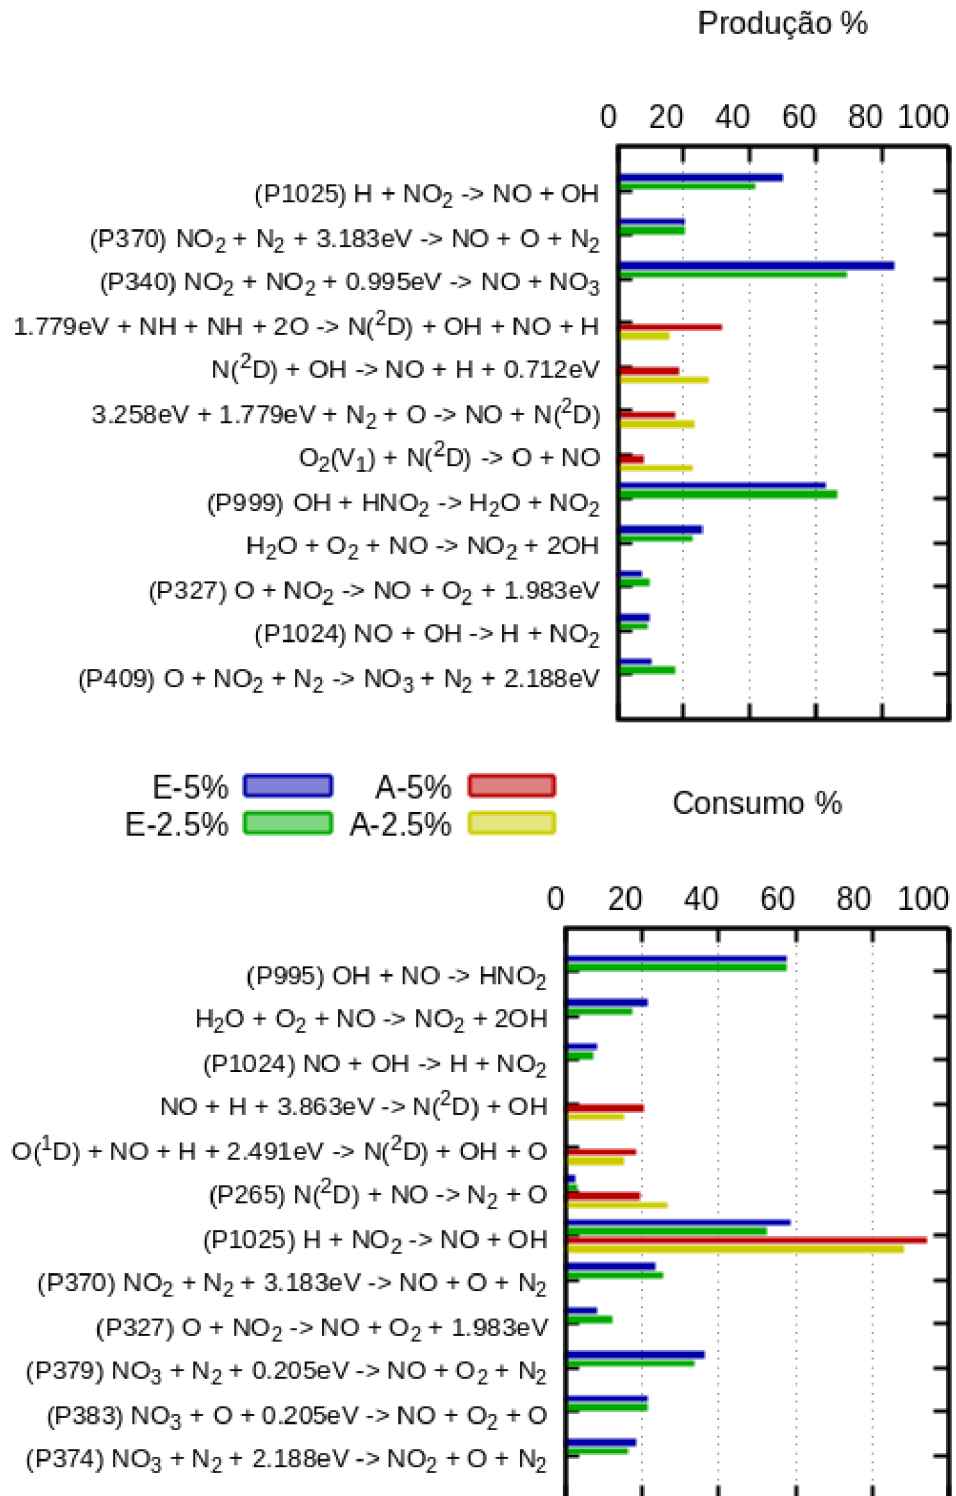 Produção %
0 20 40 60 80 100
(P1025) H + NO₂ -> NO + OH
(P370) NO₂ + N₂ + 3.183eV -> NO + O + N₂
(P340) NO₂ + NO₂ + 0.995eV -> NO + NO₃
1.779eV + NH + NH + 2O -> N(²D) + OH + NO + H
N(²D) + OH -> NO + H + 0.712eV
3.258eV + 1.779eV + N₂ + O -> NO + N(²D)
O₂(V₁) + N(²D) -> O + NO
(P999) OH + HNO₂ -> H₂O + NO₂
H₂O + O₂ + NO -> NO₂ + 2OH
(P327) O + NO₂ -> NO + O₂ + 1.983eV
(P1024) NO + OH -> H + NO₂
(P409) O + NO₂ + N₂ -> NO₃ + N₂ + 2.188eV
E-5% A-5%
E-2.5% A-2.5%
Consumo %
0 20 40 60 80 100
(P995) OH + NO -> HNO₂
H₂O + O₂ + NO -> NO₂ + 2OH
(P1024) NO + OH -> H + NO₂
NO + H + 3.863eV -> N(²D) + OH
O(¹D) + NO + H + 2.491eV -> N(²D) + OH + O
(P265) N(²D) + NO -> N₂ + O
(P1025) H + NO₂ -> NO + OH
(P370) NO₂ + N₂ + 3.183eV -> NO + O + N₂
(P327) O + NO₂ -> NO + O₂ + 1.983eV
(P379) NO₃ + N₂ + 0.205eV -> NO + O₂ + N₂
(P383) NO₃ + O + 0.205eV -> NO + O₂ + O
(P374) NO₃ + N₂ + 2.188eV -> NO₂ + O + N₂